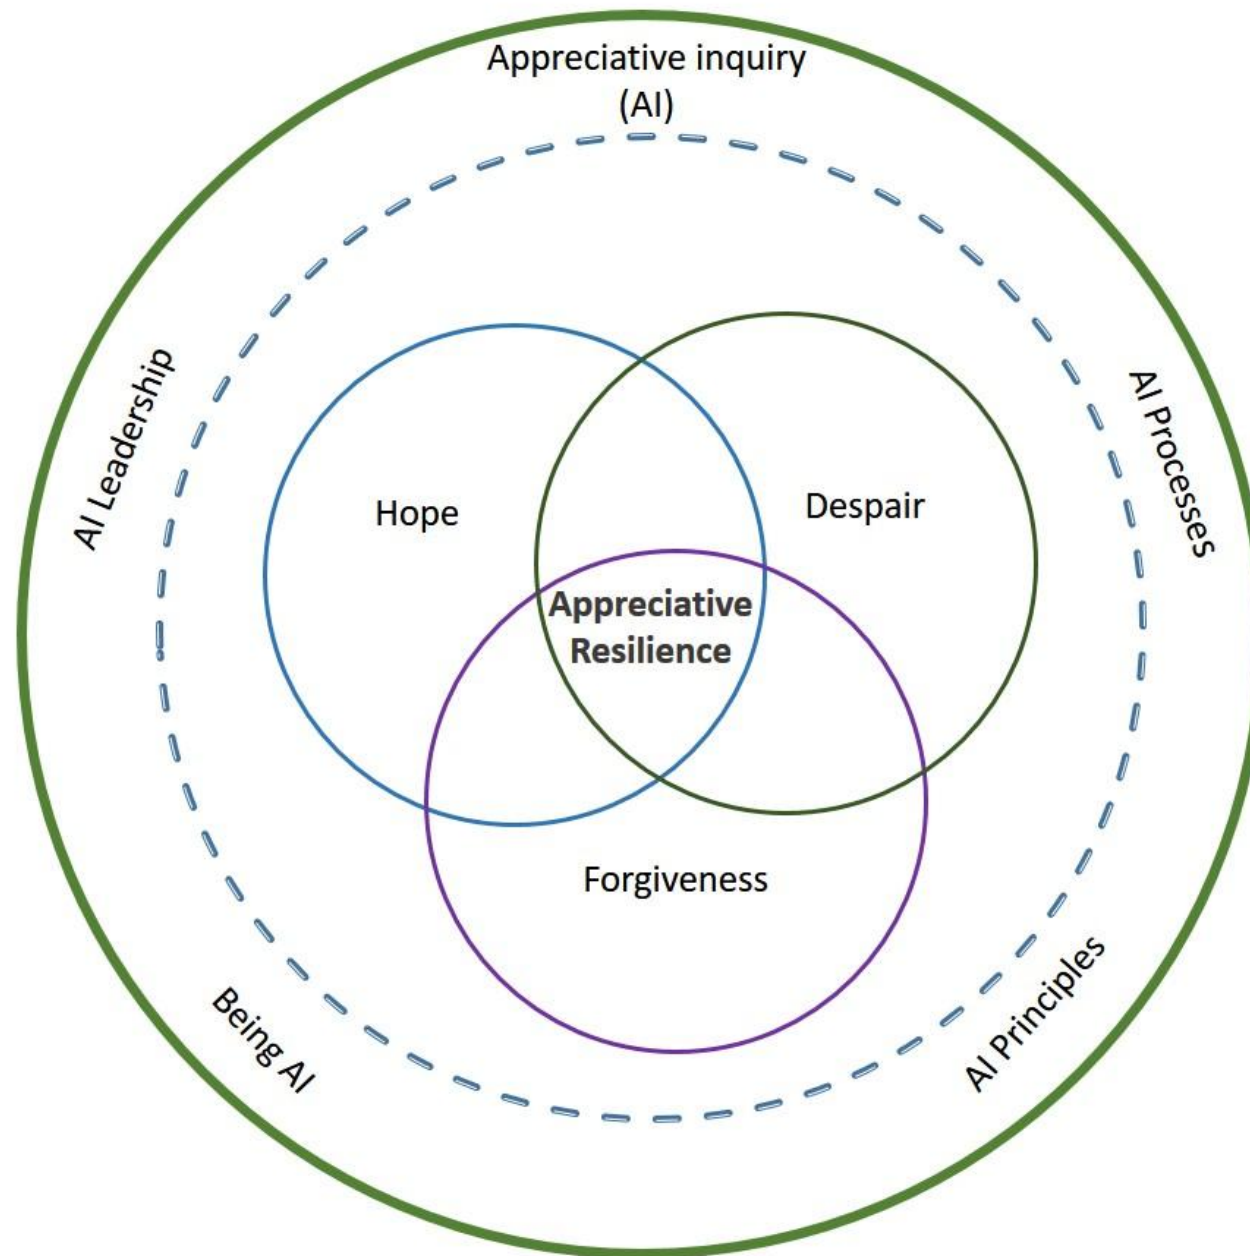 Appreciative inquiry
(AI)
AI Leadership
AI Processes
Hope
Despair
Appreciative
Resilience
Forgiveness
Being AI
AI Principles